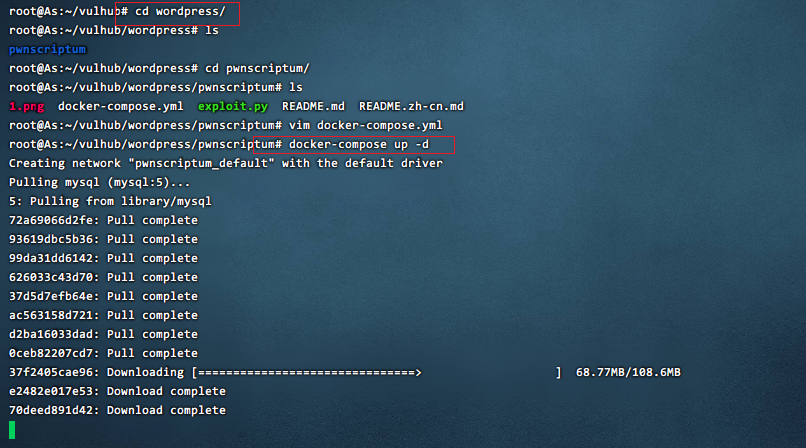 root@As:~/vulhub# cd wordpress/
root@As:~/vulhub/wordpress# ls
pwnscriptum
root@As:~/vulhub/wordpress# cd pwnscriptum/
root@As:~/vulhub/wordpress/pwnscriptum# ls
1.png  docker-compose.yml  exploit.py  README.md  README.zh-cn.md
root@As:~/vulhub/wordpress/pwnscriptum# vim docker-compose.yml
root@As:~/vulhub/wordpress/pwnscriptum# docker-compose up -d
Creating network "pwnscriptum_default" with the default driver
Pulling mysql (mysql:5)...
5: Pulling from library/mysql
72a69066d2fe: Pull complete
93619dbc5b36: Pull complete
99da31dd6142: Pull complete
626033c43d70: Pull complete
37d5d7efb64e: Pull complete
ac563158d721: Pull complete
d2ba16033dad: Pull complete
0ceb82207cd7: Pull complete
37f2405cae96: Downloading [===============================>                   ]  68.77MB/108.6MB
e2482e017e53: Download complete
70deed891d42: Download complete